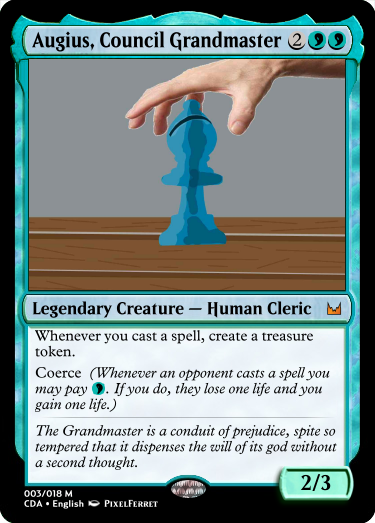 Augius, Council Grandmaster 2
Legendary Creature — Human Cleric
Whenever you cast a spell, create a treasure
token.
Coerce (Whenever an opponent casts a spell you
may pay . If you do, they lose one life and you
gain one life.)
The Grandmaster is a conduit of prejudice, spite so
tempered that it dispenses the will of its god without
a second thought.
2/3
003/018 M
CDA • English PixelFerret